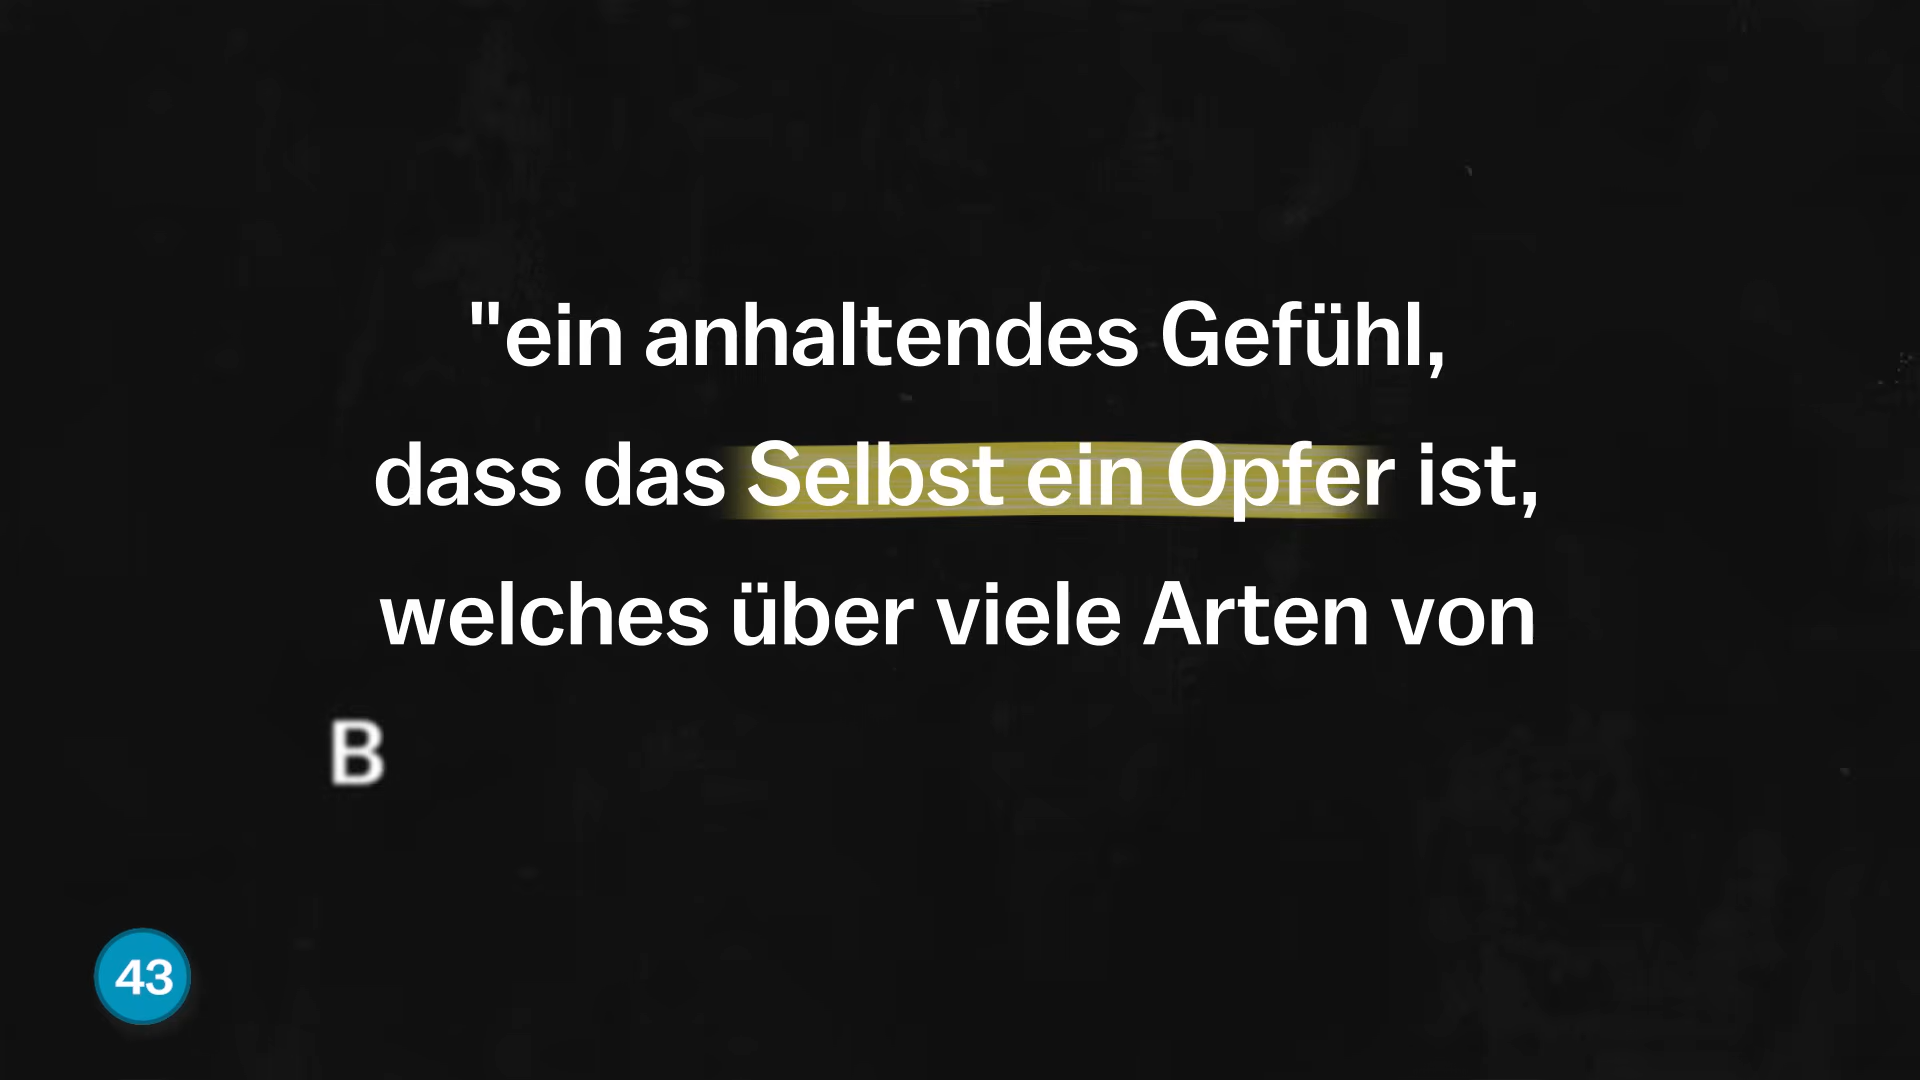 "ein anhaltendes Gefühl,
dass das Selbst ein Opfer ist,
welches über viele Arten von
B
43